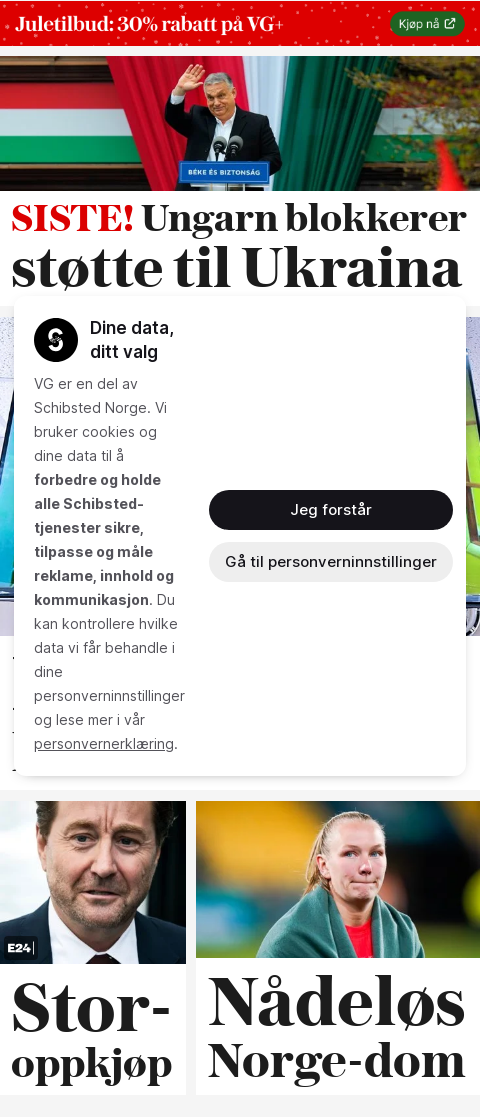 Juletilbud: 30% rabatt på VG+
Kjøp nå
BÉKE ÉS BIZTONSÁG
SISTE! Ungarn blokkerer
støtte til Ukraina
Dine data,
ditt valg
VG er en del av
Schibsted Norge. Vi
bruker cookies og
dine data til å
forbedre og holde
alle Schibsted-
tjenester sikre,
tilpasse og måle
reklame, innhold og
kommunikasjon. Du
kan kontrollere hvilke
data vi får behandle i
dine
personverninnstillinger
og lese mer i vår
personvernerklæring.
Jeg forstår
Gå til personverninnstillinger
E24
Stor-
oppkjøp
Nådeløs
Norge-dom